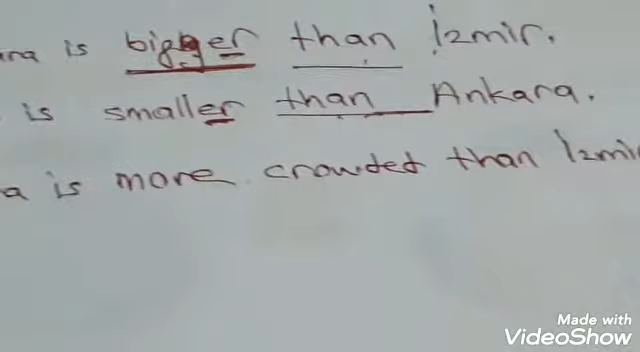 is bigger than İzmir.
is smaller than Ankara.
is more crowded than
Made with
VideoShow